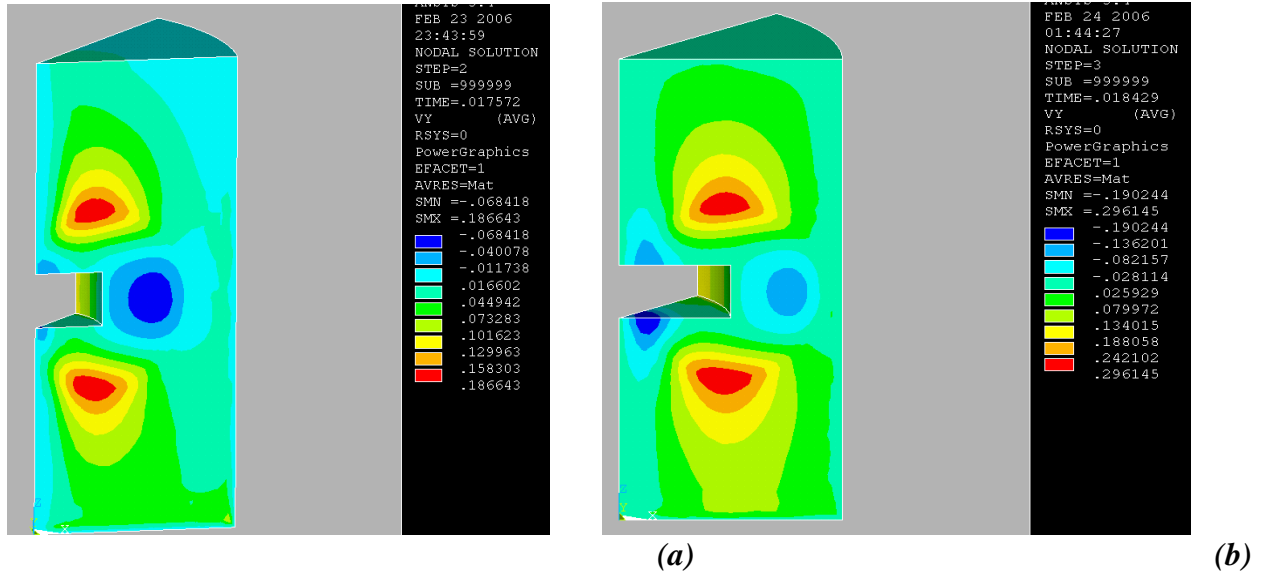 FEB 23 2006
23:43:59
NODAL SOLUTION
STEP=2
SUB =999999
TIME=.017572
VY (AVG)
RSYS=0
PowerGraphics
EFACET=1
AVRES=Mat
SMN =-.068418
SMX =.186643
-.068418
-.040078
-.011738
.016602
.044942
.073283
.101623
.129963
.158303
.186643
Z
X
FEB 24 2006
01:44:27
NODAL SOLUTION
STEP=3
SUB =999999
TIME=.018429
VY (AVG)
RSYS=0
PowerGraphics
EFACET=1
AVRES=Mat
SMN =-.190244
SMX =.296145
-.190244
-.136201
-.082157
-.028114
.025929
.079972
.134015
.188058
.242102
.296145
Z
Y X
(a) (b)